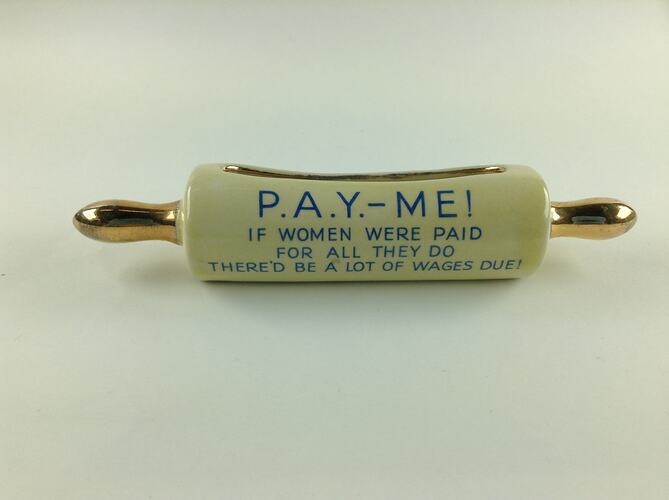 P.A.Y.-ME!
IF WOMEN WERE PAID
FOR ALL THEY DO
THERE'D BE A LOT OF WAGES DUE!